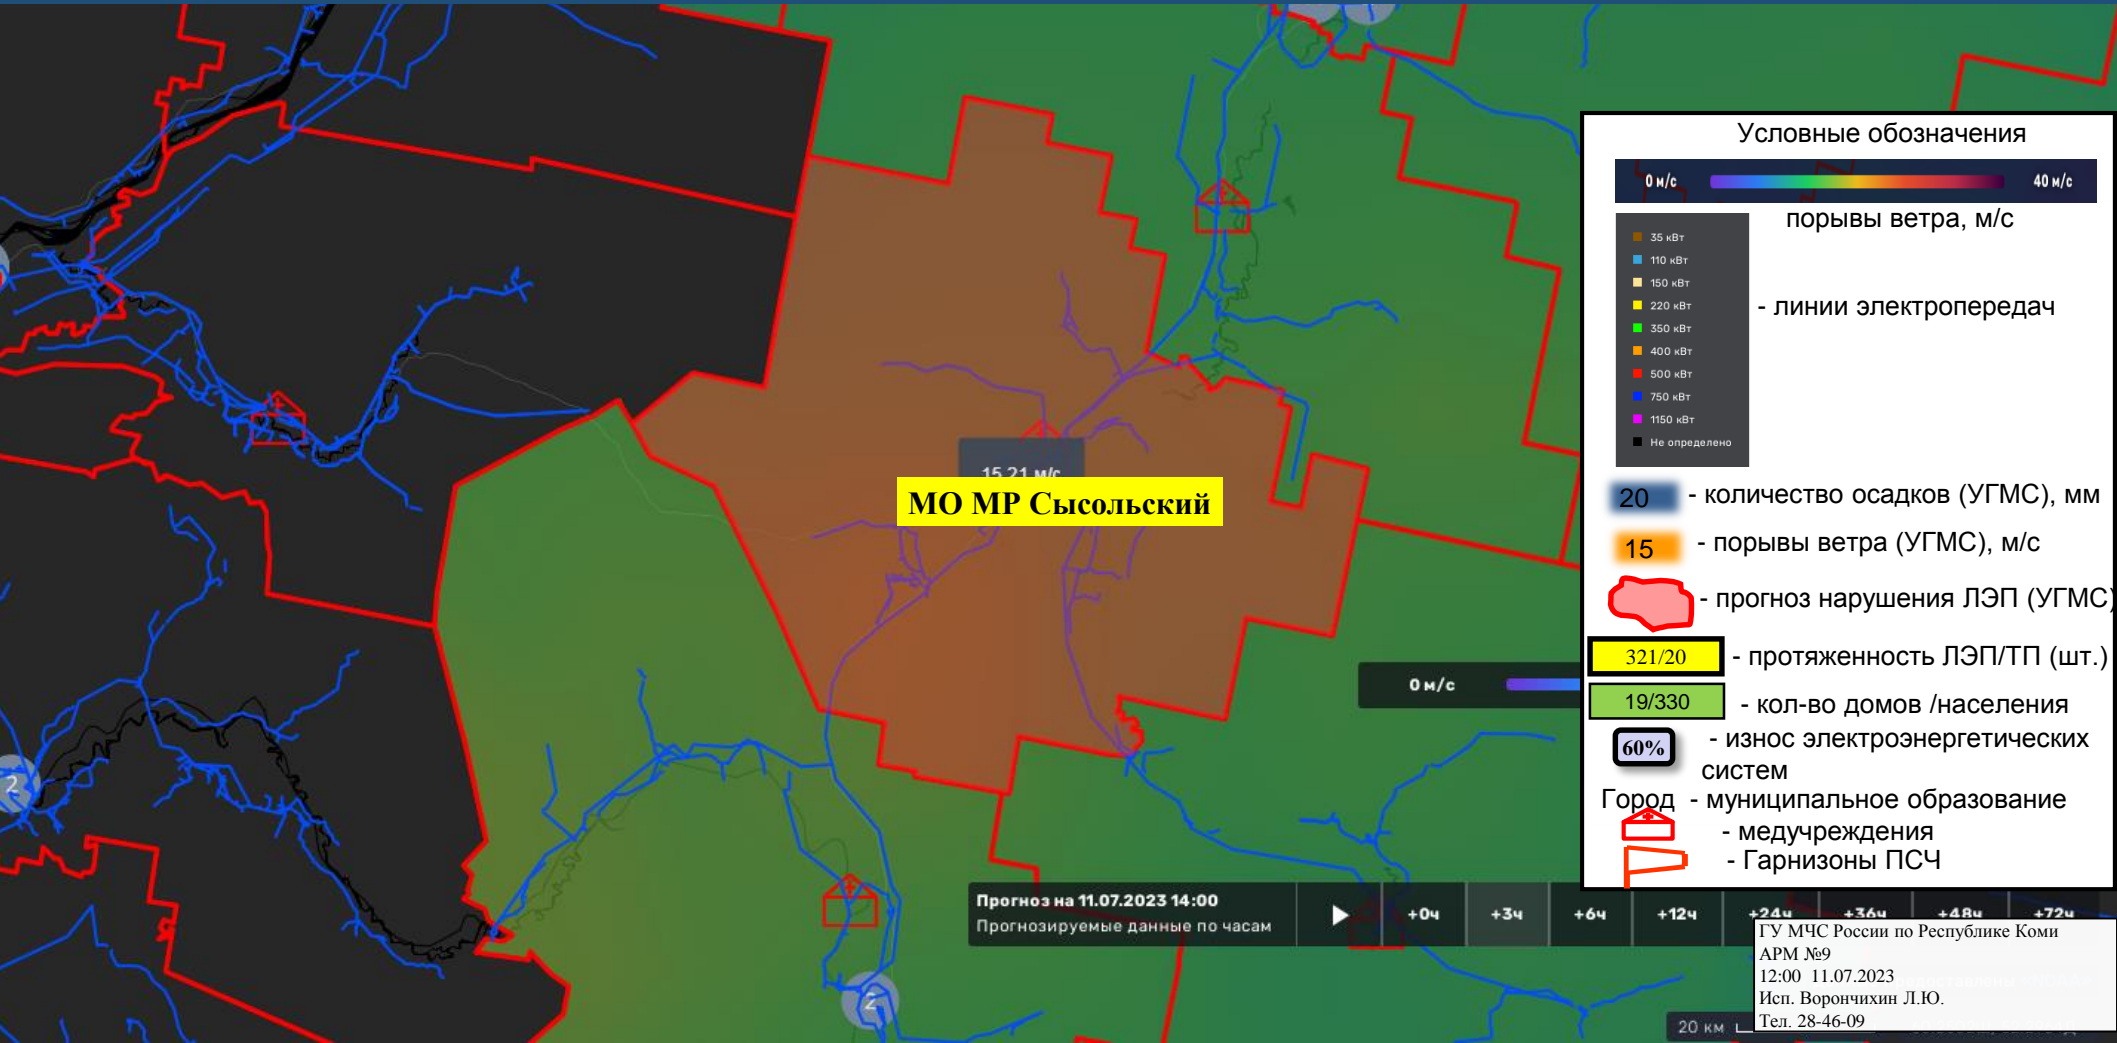 Условные обозначения
0 м/с
40 м/с
порывы ветра, м/с
35 кВт
110 кВт
150 кВт
220 кВт
350 кВт
400 кВт
500 кВт
750 кВт
1150 кВт
Не определено
- линии электропередач
20 - количество осадков (УГМС), мм
15 - порывы ветра (УГМС), м/с
- прогноз нарушения ЛЭП (УГМС)
321/20 - протяженность ЛЭП/ТП (шт.)
19/330 - кол-во домов /населения
60% - износ электроэнергетических
систем
Город - муниципальное образование
- медучреждения
- Гарнизоны ПСЧ
15.21 м/с
МО МР Сысольский
0 м/с
2
2
Прогноз на 11.07.2023 14:00
Прогнозируемые данные по часам
+0ч +3ч +6ч +12ч +24ч +36ч +48ч +72ч
ГУ МЧС России по Республике Коми
АРМ №9
12:00 11.07.2023
Исп. Ворончихин Л.Ю.
Тел. 28-46-09
20 км